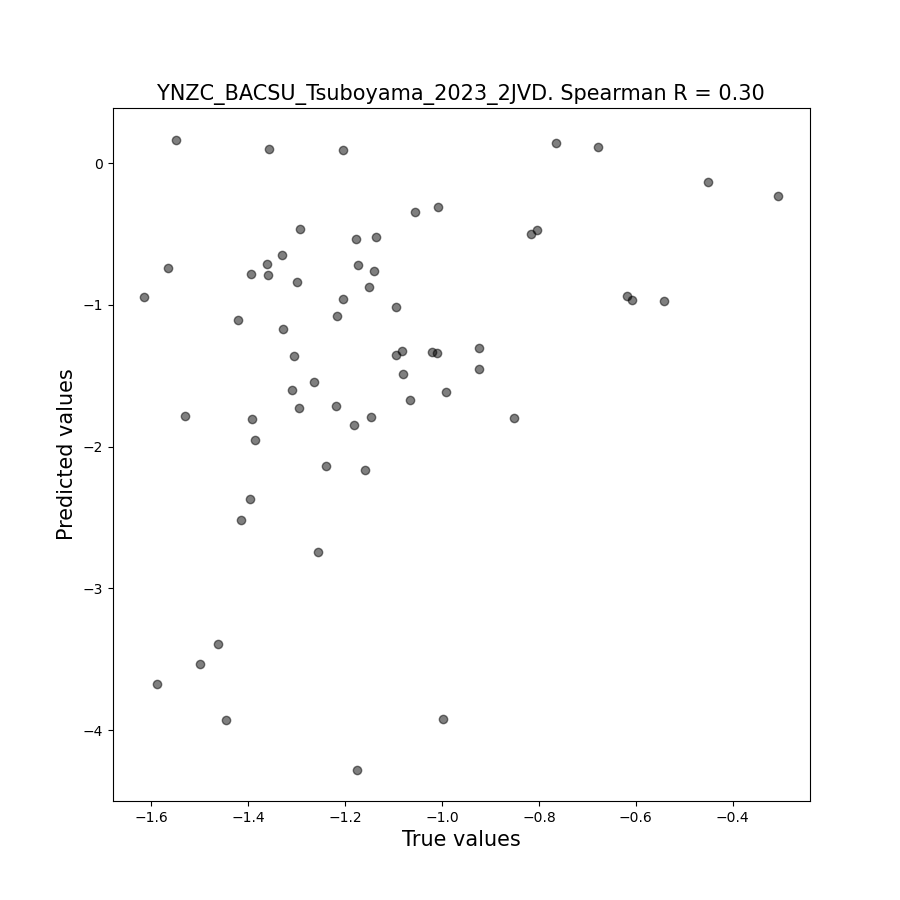 YNZC_BACSU_Tsuboyama_2023_2JVD. Spearman R = 0.30
0
−1
−2
−3
−4
Predicted values
−1.6 −1.4 −1.2 −1.0 −0.8 −0.6 −0.4
True values